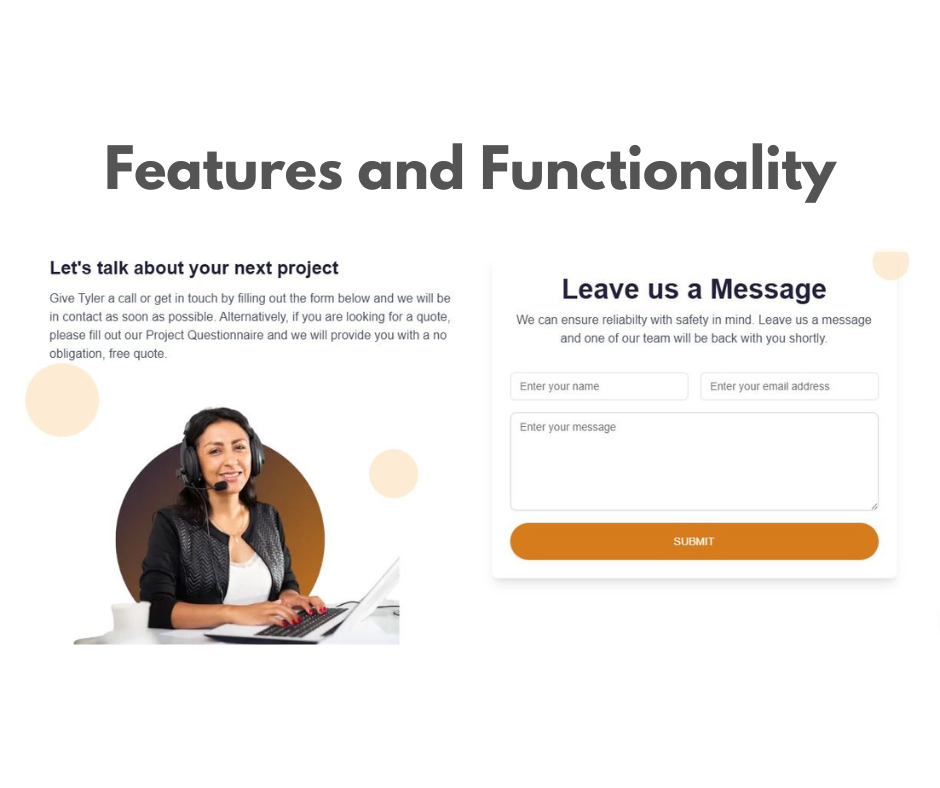 Features and Functionality
Let's talk about your next project
Give Tyler a call or get in touch by filling out the form below and we will be
in contact as soon as possible. Alternatively, if you are looking for a quote,
please fill out our Project Questionnaire and we will provide you with a no
obligation, free quote.
Leave us a Message
We can ensure reliabilty with safety in mind. Leave us a message
and one of our team will be back with you shortly.
Enter your name
Enter your email address
Enter your message
SUBMIT